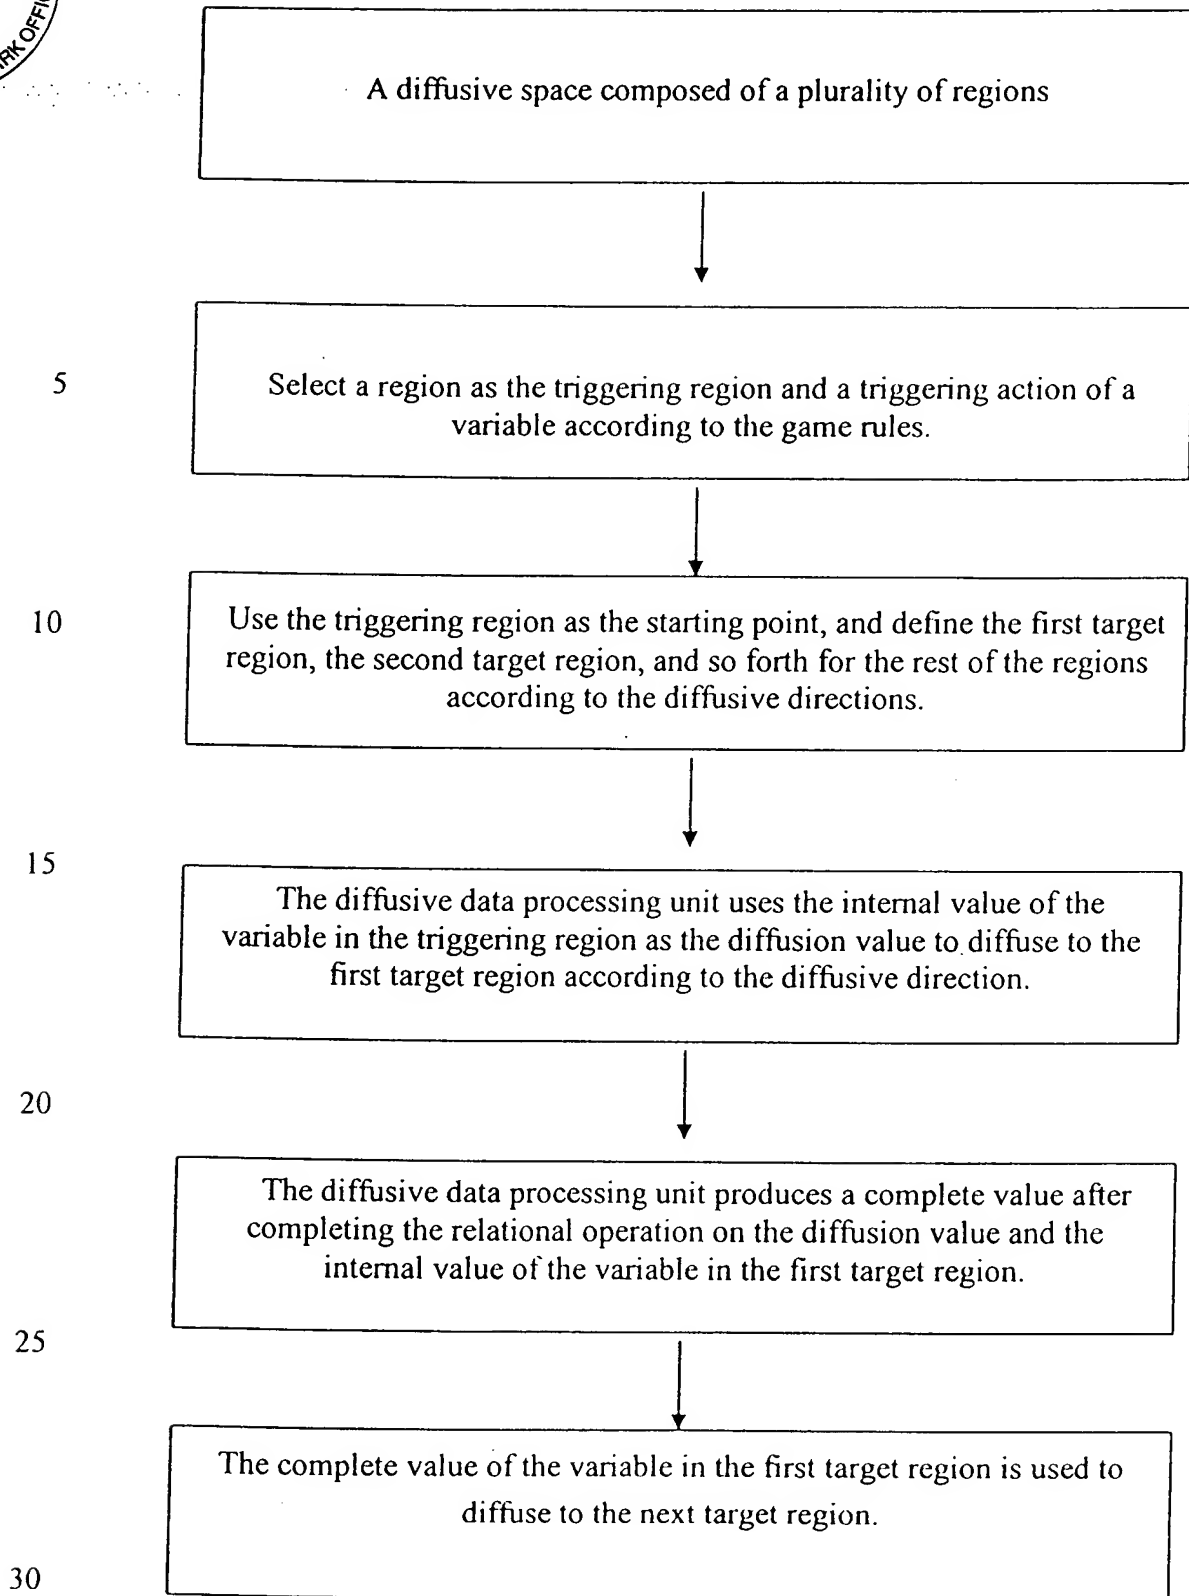 RK OFFI
A diffusive space composed of a plurality of regions
5
Select a region as the triggering region and a triggering action of a
variable according to the game rules.
10
Use the triggering region as the starting point, and define the first target
region, the second target region, and so forth for the rest of the regions
according to the diffusive directions.
15
The diffusive data processing unit uses the internal value of the
variable in the triggering region as the diffusion value to diffuse to the
first target region according to the diffusive direction.
20
The diffusive data processing unit produces a complete value after
completing the relational operation on the diffusion value and the
internal value of the variable in the first target region.
25
The complete value of the variable in the first target region is used to
diffuse to the next target region.
30